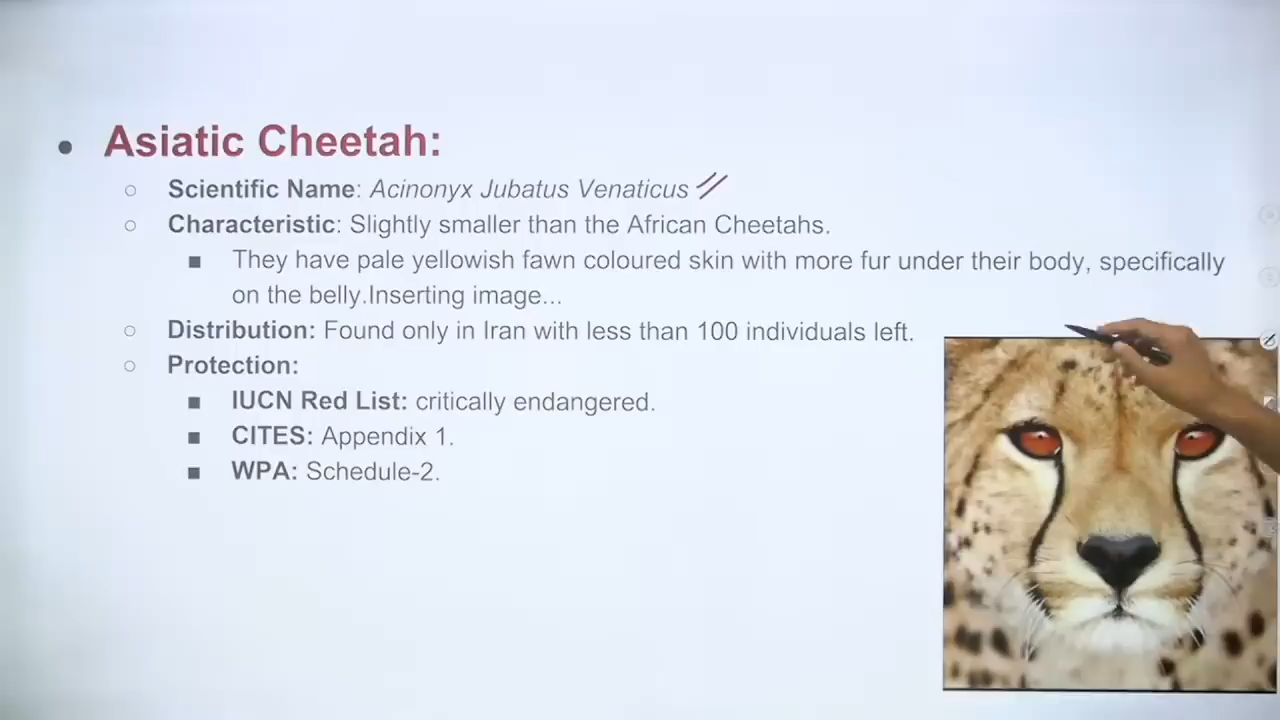 Asiatic Cheetah:
Scientific Name: Acinonyx Jubatus Venaticus
Characteristic: Slightly smaller than the African Cheetahs.
They have pale yellowish fawn coloured skin with more fur under their body, specifically
on the belly.Inserting image...
Distribution: Found only in Iran with less than 100 individuals left.
Protection:
IUCN Red List: critically endangered.
CITES: Appendix 1.
WPA: Schedule-2.